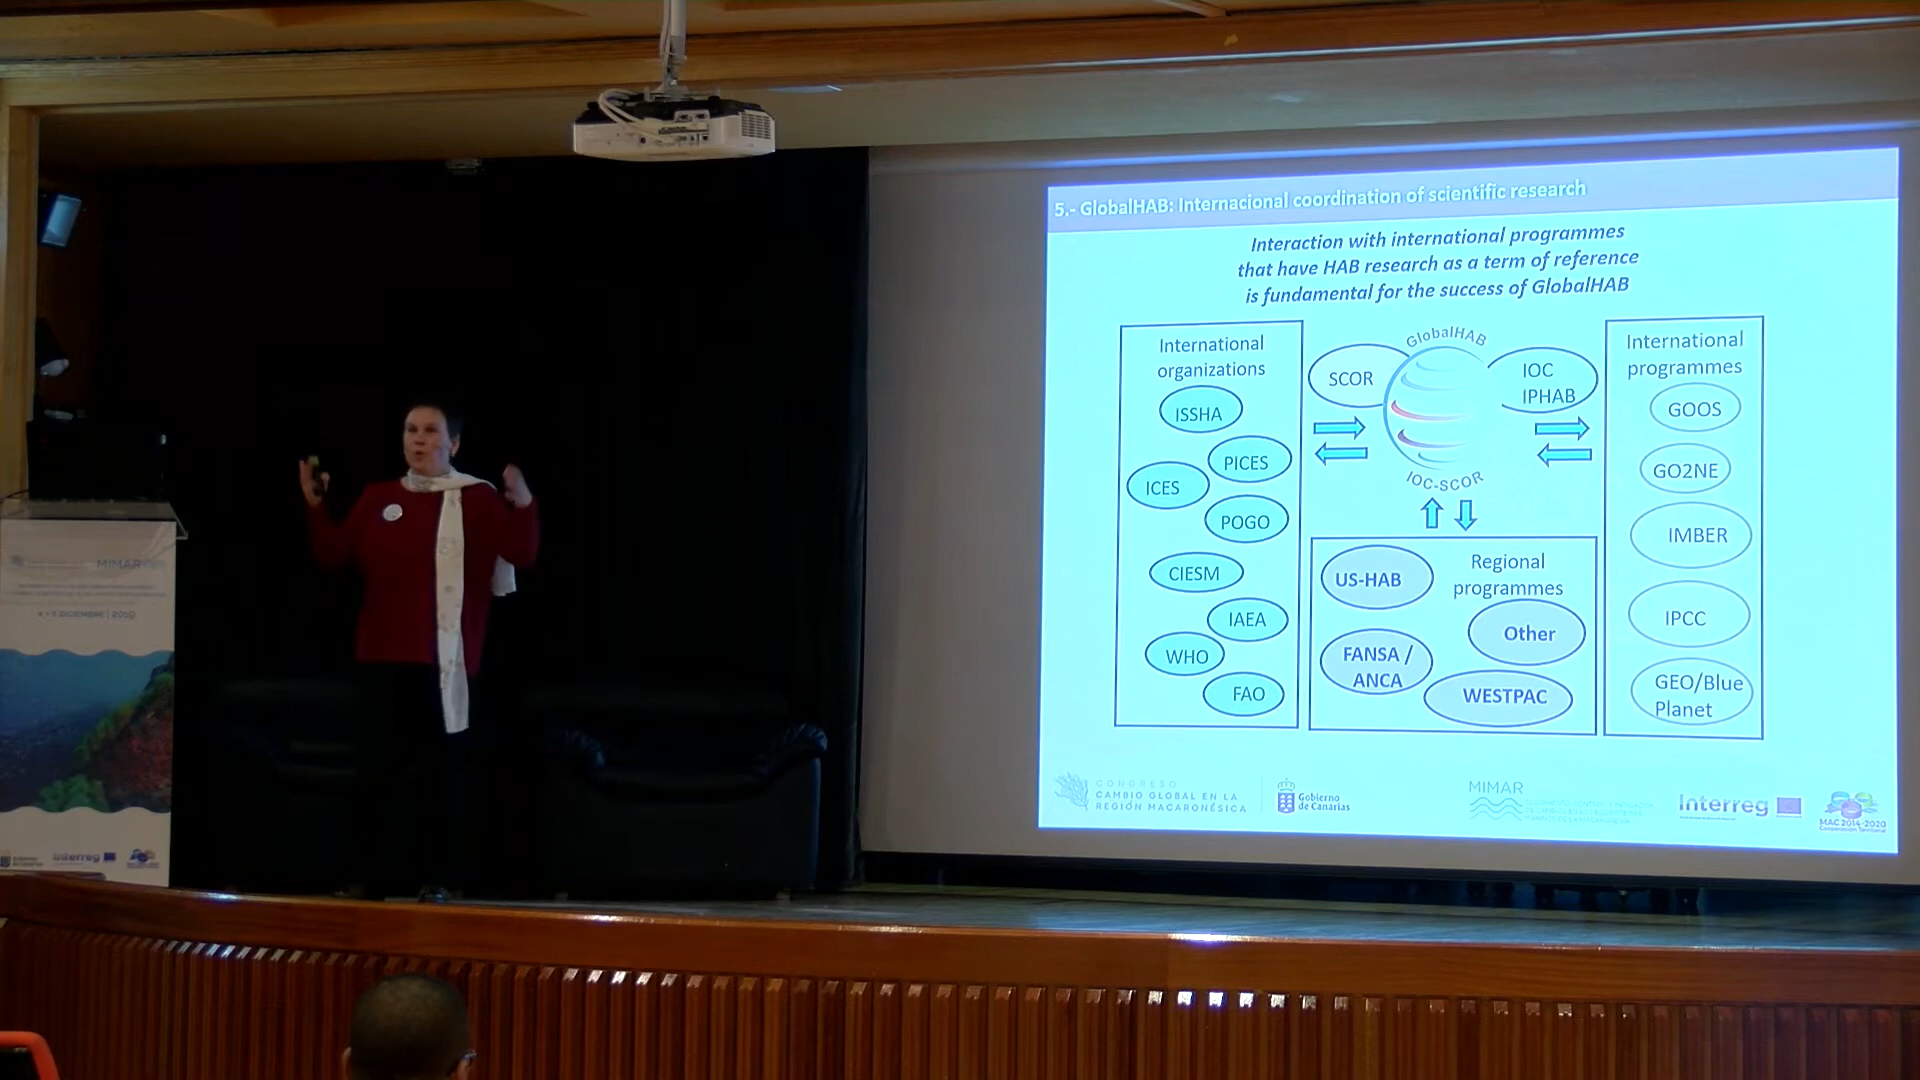 5.- GlobalHAB: Internacional coordination of scientific research
Interaction with international programmes
that have HAB research as a term of reference
is fundamental for the success of GlobalHAB
International
organizations
ISSHA
PICES
ICES
POGO
CIESM
IAEA
WHO
FAO
SCOR
GlobalHAB
IOC-SCOR
IOC
IPHAB
Regional
programmes
US-HAB
Other
FANSA /
ANCA
WESTPAC
International
programmes
GOOS
GO2NE
IMBER
IPCC
GEO/Blue
Planet
CONGRESO
CAMBIO GLOBAL EN LA
REGIÓN MACARONÉSICA
Gobierno
de Canarias
MIMAR
Interreg
MAC 2014-2020
Cooperación Territorial
MIMAR
DICIEMBRE | 2019
Interreg